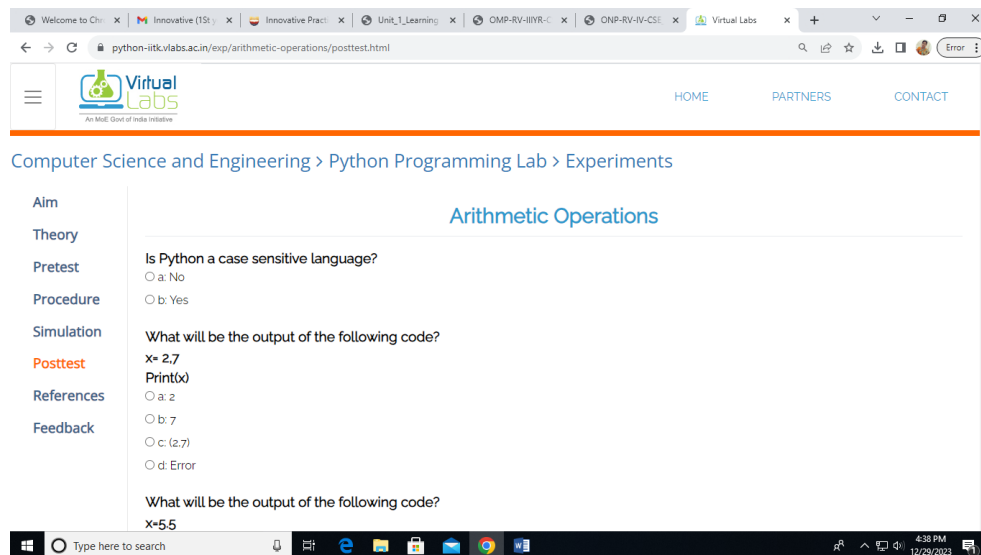 Welcome to Chr
Innovative (1St y
Innovative Practi
Unit_1_Learning
OMP-RV-IIIYR-C
ONP-RV-IV-CSE
Virtual Labs
python-iitk.vlabs.ac.in/exp/arithmetic-operations/posttest.html
Error
Virtual
Labs
An MoE Govt of India Initiative
HOME
PARTNERS
CONTACT
Computer Science and Engineering > Python Programming Lab > Experiments
Aim
Theory
Pretest
Procedure
Simulation
Posttest
References
Feedback
Arithmetic Operations
Is Python a case sensitive language?
a: No
b: Yes
What will be the output of the following code?
x= 2,7
Print(x)
a: 2
b: 7
c: (2,7)
d: Error
What will be the output of the following code?
x=5.5
Type here to search
4:38 PM
12/29/2023